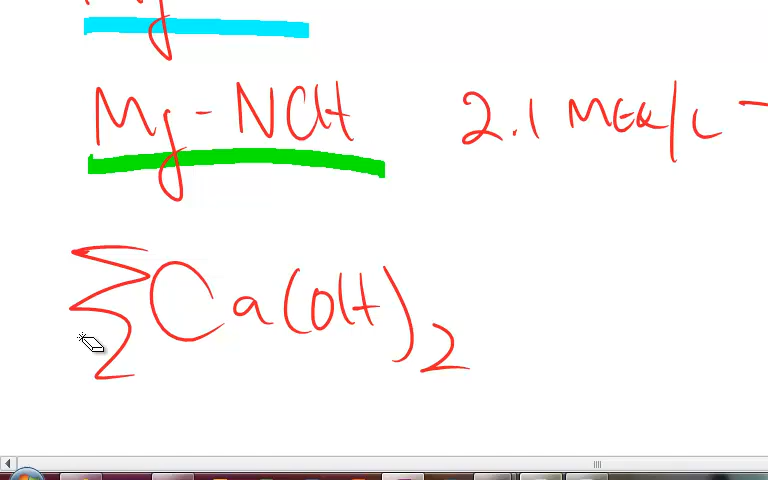 Mg - NCH 2.1 MEQ/L -
∑ Ca(OH)₂